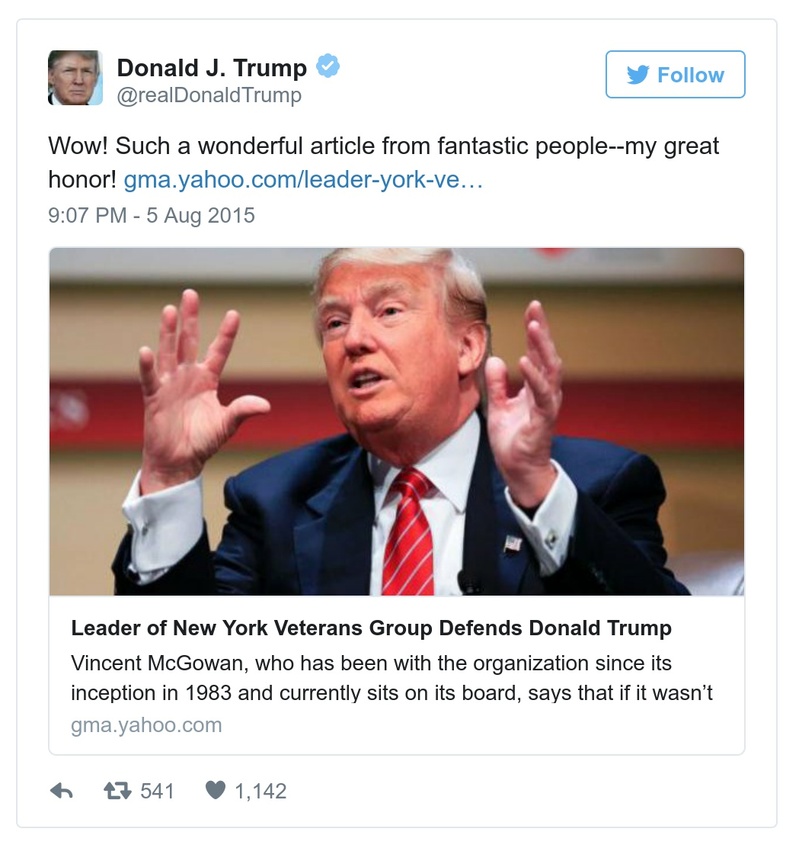 Donald J. Trump
@realDonaldTrump
Follow
Wow! Such a wonderful article from fantastic people--my great
honor! gma.yahoo.com/leader-york-ve…
9:07 PM - 5 Aug 2015
Leader of New York Veterans Group Defends Donald Trump
Vincent McGowan, who has been with the organization since its
inception in 1983 and currently sits on its board, says that if it wasn’t
gma.yahoo.com
541
1,142